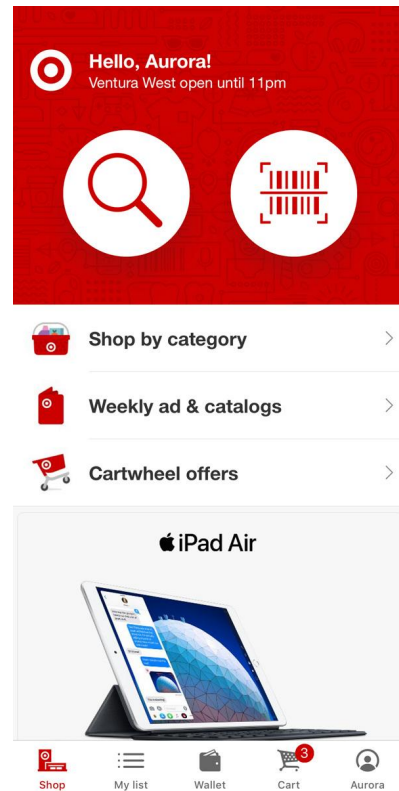 Hello, Aurora!
Ventura West open until 11pm
Shop by category
Weekly ad & catalogs
Cartwheel offers
iPad Air
3
Shop
My list
Wallet
Cart
Aurora